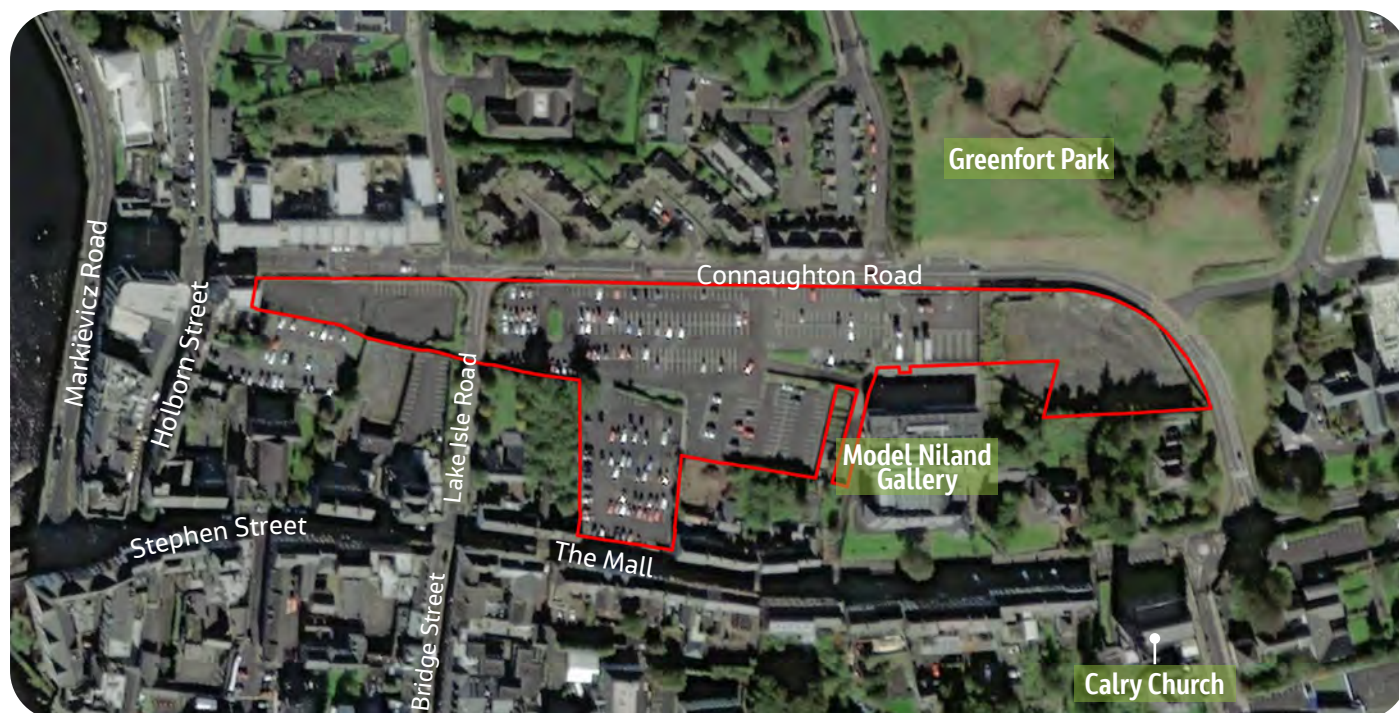 Greenfort Park
Markievicz Road
Holborn Street
Connaughton Road
Lake Isle Road
Model Niland
Gallery
Stephen Street
The Mall
Bridge Street
Calry Church